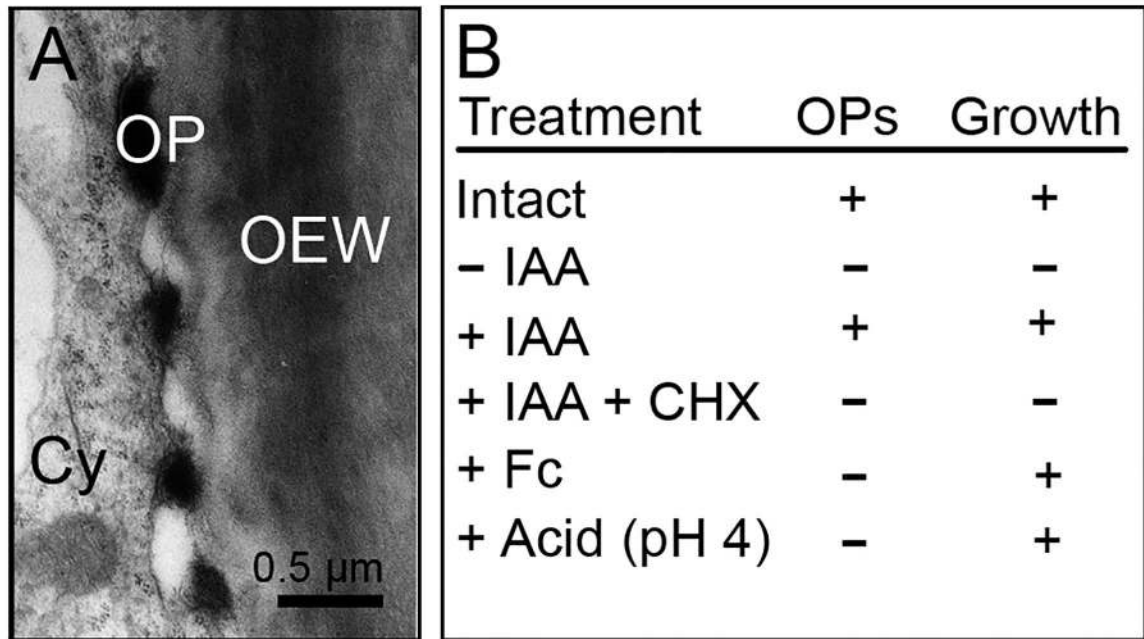 A
OP
OEW
Cy
0.5 µm
B
Treatment OPs Growth
Intact + +
− IAA − −
+ IAA + +
+ IAA + CHX − −
+ Fc − +
+ Acid (pH 4) − +